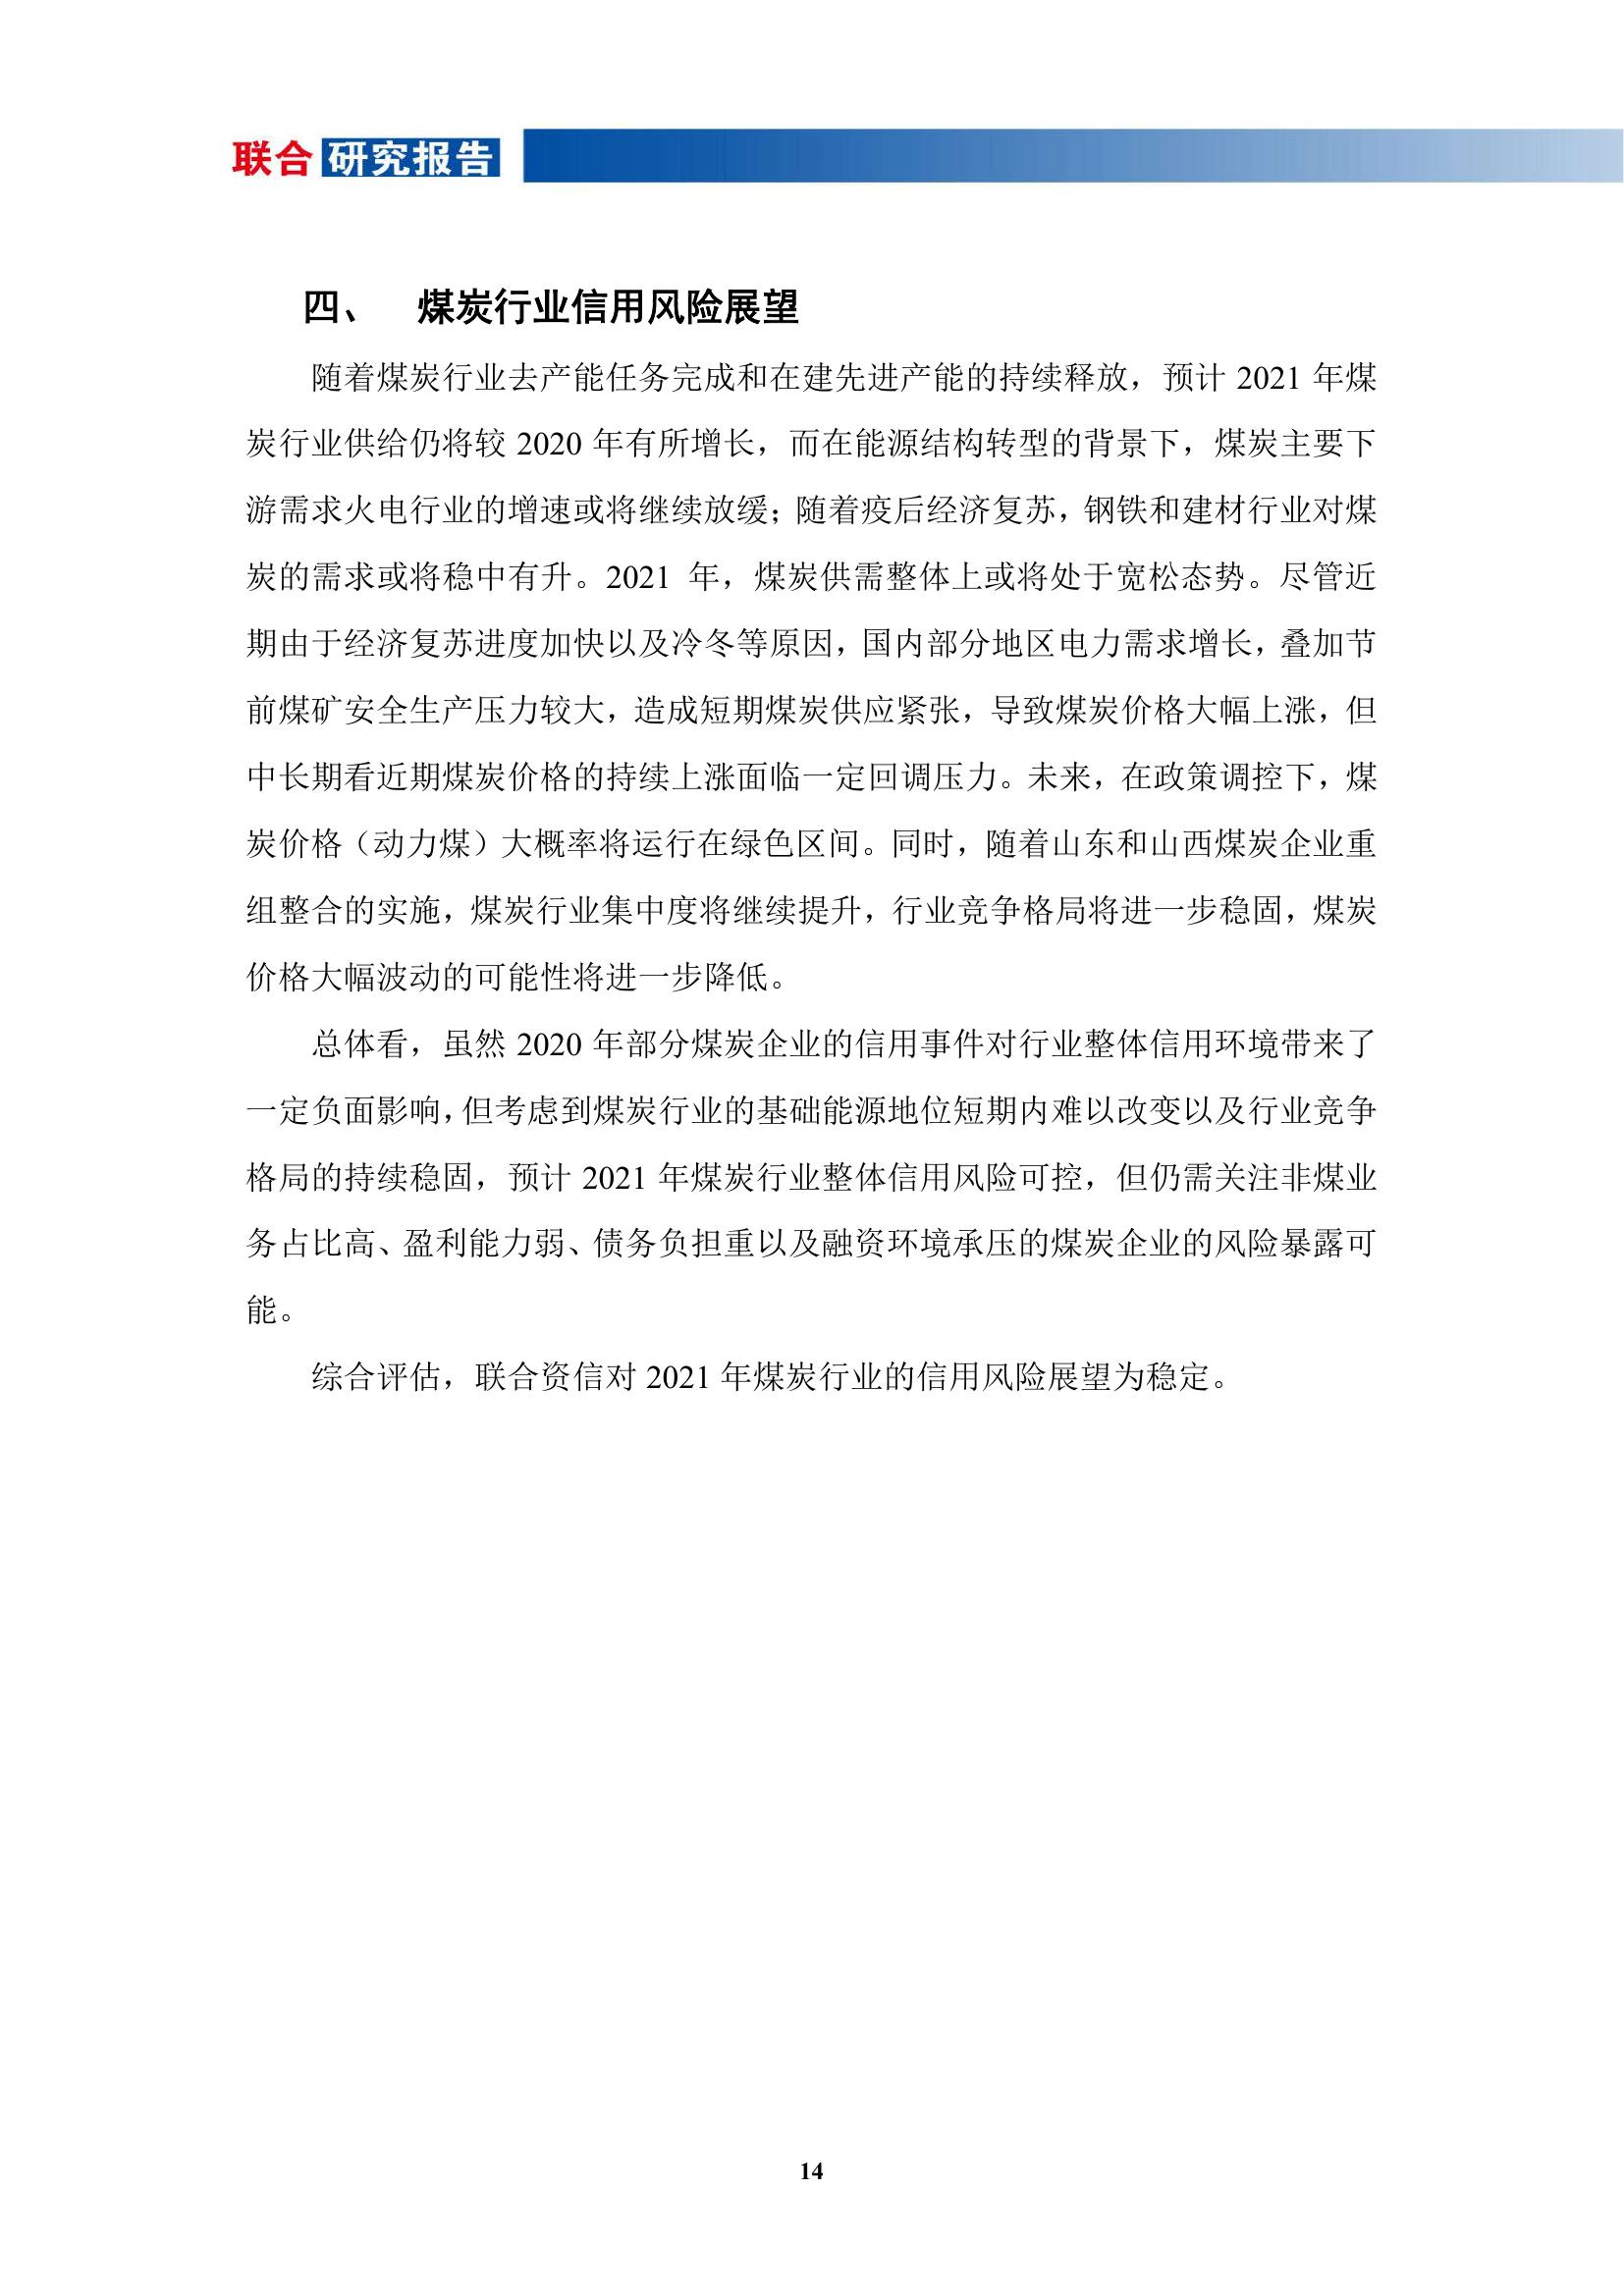 联合 研究报告
四、 煤炭行业信用风险展望
随着煤炭行业去产能任务完成和在建先进产能的持续释放，预计 2021 年煤
炭行业供给仍将较 2020 年有所增长，而在能源结构转型的背景下，煤炭主要下
游需求火电行业的增速或将继续放缓；随着疫后经济复苏，钢铁和建材行业对煤
炭的需求或将稳中有升。2021 年，煤炭供需整体上或将处于宽松态势。尽管近
期由于经济复苏进度加快以及冷冬等原因，国内部分地区电力需求增长，叠加节
前煤矿安全生产压力较大，造成短期煤炭供应紧张，导致煤炭价格大幅上涨，但
中长期看近期煤炭价格的持续上涨面临一定回调压力。未来，在政策调控下，煤
炭价格（动力煤）大概率将运行在绿色区间。同时，随着山东和山西煤炭企业重
组整合的实施，煤炭行业集中度将继续提升，行业竞争格局将进一步稳固，煤炭
价格大幅波动的可能性将进一步降低。
总体看，虽然 2020 年部分煤炭企业的信用事件对行业整体信用环境带来了
一定负面影响，但考虑到煤炭行业的基础能源地位短期内难以改变以及行业竞争
格局的持续稳固，预计 2021 年煤炭行业整体信用风险可控，但仍需关注非煤业
务占比高、盈利能力弱、债务负担重以及融资环境承压的煤炭企业的风险暴露可
能。
综合评估，联合资信对 2021 年煤炭行业的信用风险展望为稳定。
14